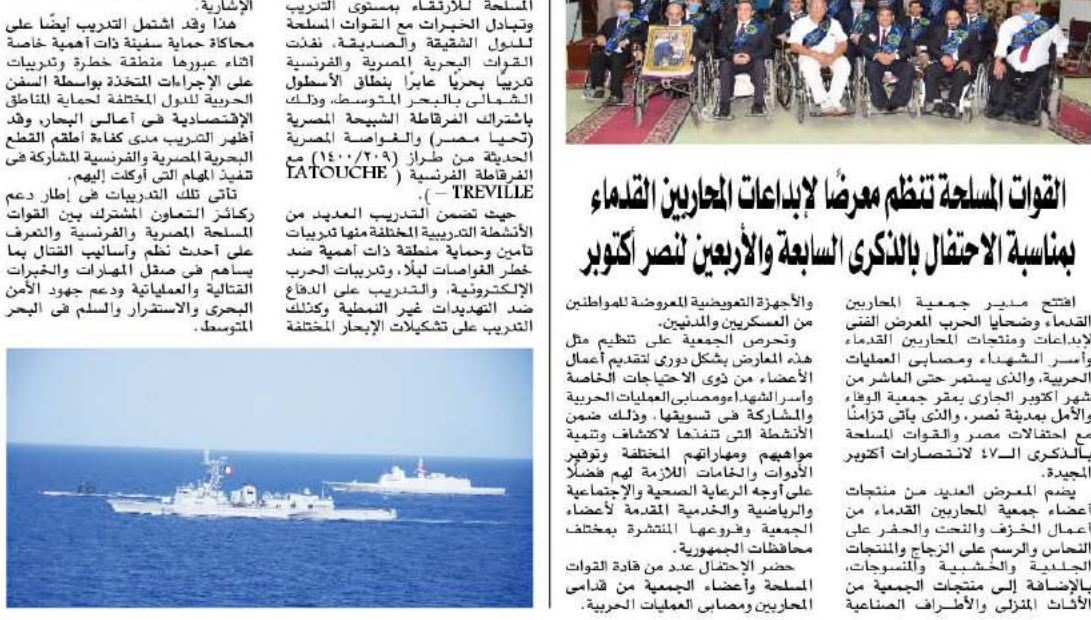 القوات المسلحة تنظم معرضًا لإبداعات المحاربين القدماء
بمناسبة الاحتفال بالذكرى السابعة والأربعين لنصر أكتوبر
افتتح مدير جمعية المحاربين
القدماء وضحايا الحرب المعرض الفنى
لإبداعات ومنتجات المحاربين القدماء
وأسر الشهداء ومصابى العمليات
الحربية، والذى يستمر حتى العاشر من
شهر أكتوبر الجارى بمقر جمعية الوفاء
والأمل بمدينة نصر، والذى يأتى تزامنًا
مع احتفالات مصر والقوات المسلحة
بالذكرى الـ٤٧ لانتصارات أكتوبر
المجيدة.
يضم المعرض العديد من منتجات
أعضاء جمعية المحاربين القدماء من
أعمال الخزف والنحت والحفر على
النحاس والرسم على الزجاج والمنتجات
الجلدية والخشبية والمنسوجات،
بالإضافة إلى منتجات الجمعية من
الأثاث المنزلى والأطراف الصناعية
والأجهزة التعويضية المعروضة للمواطنين
من العسكريين والمدنيين.
وتحرص الجمعية على تنظيم مثل
هذه المعارض بشكل دورى لتقديم أعمال
الأعضاء من ذوى الاحتياجات الخاصة
وأسر الشهداء ومصابى العمليات الحربية
والمشاركة فى تسويقها، وذلك ضمن
الأنشطة التى تنفذها لاكتشاف وتنمية
مواهبهم ومهاراتهم المختلفة وتوفير
الأدوات والخامات اللازمة لهم فضلًا
على أوجه الرعاية الصحية والإجتماعية
والرياضية والخدمية المقدمة لأعضاء
الجمعية وفروعها المنتشرة بمختلف
محافظات الجمهورية.
حضر الإحتفال عدد من قادة القوات
المسلحة وأعضاء الجمعية من قدامى
المحاربين ومصابى العمليات الحربية.
المسلحة للارتقاء بمستوى التدريب
وتبادل الخبرات مع القوات المسلحة
للدول الشقيقة والصديقة، نفذت
القوات البحرية المصرية والفرنسية
تدريبًا بحريًا عابرًا بنطاق الأسطول
الشمالى بالبحر المتوسط، وذلك
باشتراك الفرقاطة الشبيحة المصرية
(تحيا مصر) والغواصة المصرية
الحديثة من طراز (١٤٠٠/٢٠٩) مع
الفرقاطة الفرنسية ( LATOUCHE
– TREVILLE).
حيث تضمن التدريب العديد من
الأنشطة التدريبية المختلفة منها تدريبات
تأمين وحماية منطقة ذات أهمية ضد
خطر الغواصات ليلًا، وتدريبات الحرب
الإلكترونية، والتدريب على الدفاع
ضد التهديدات غير النمطية وكذلك
التدريب على تشكيلات الإبحار المختلفة
الإشارية.
هذا وقد اشتمل التدريب أيضًا على
محاكاة حماية سفينة ذات أهمية خاصة
أثناء عبورها منطقة خطرة وتدريبات
على الإجراءات المتخذة بواسطة السفن
الحربية للدول المختلفة لحماية المناطق
الإقتصادية فى أعالى البحار، وقد
أظهر التدريب مدى كفاءة أطقم القطع
البحرية المصرية والفرنسية المشاركة فى
تنفيذ المهام التى أوكلت إليهم.
تأتى تلك التدريبات فى إطار دعم
ركائز التعاون المشترك بين القوات
المسلحة المصرية والفرنسية والتعرف
على أحدث نظم وأساليب القتال بما
يساهم فى صقل المهارات والخبرات
القتالية والعملياتية ودعم جهود الأمن
البحرى والاستقرار والسلم فى البحر
المتوسط.